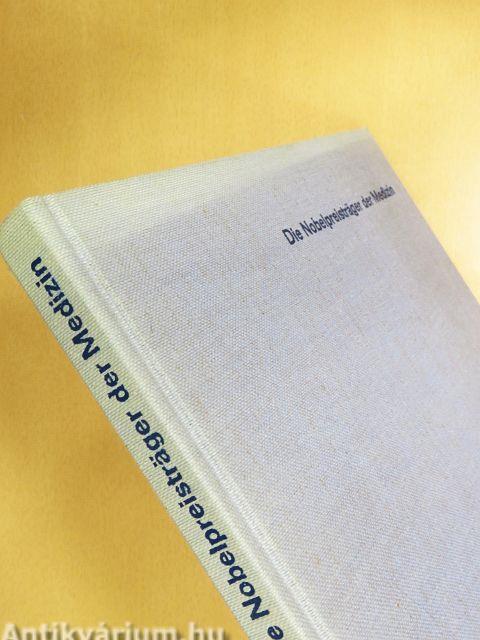 Die Nobelpreisträger der Medizin
e Nobelpreisträger der Medizin
Antikvárium.hu